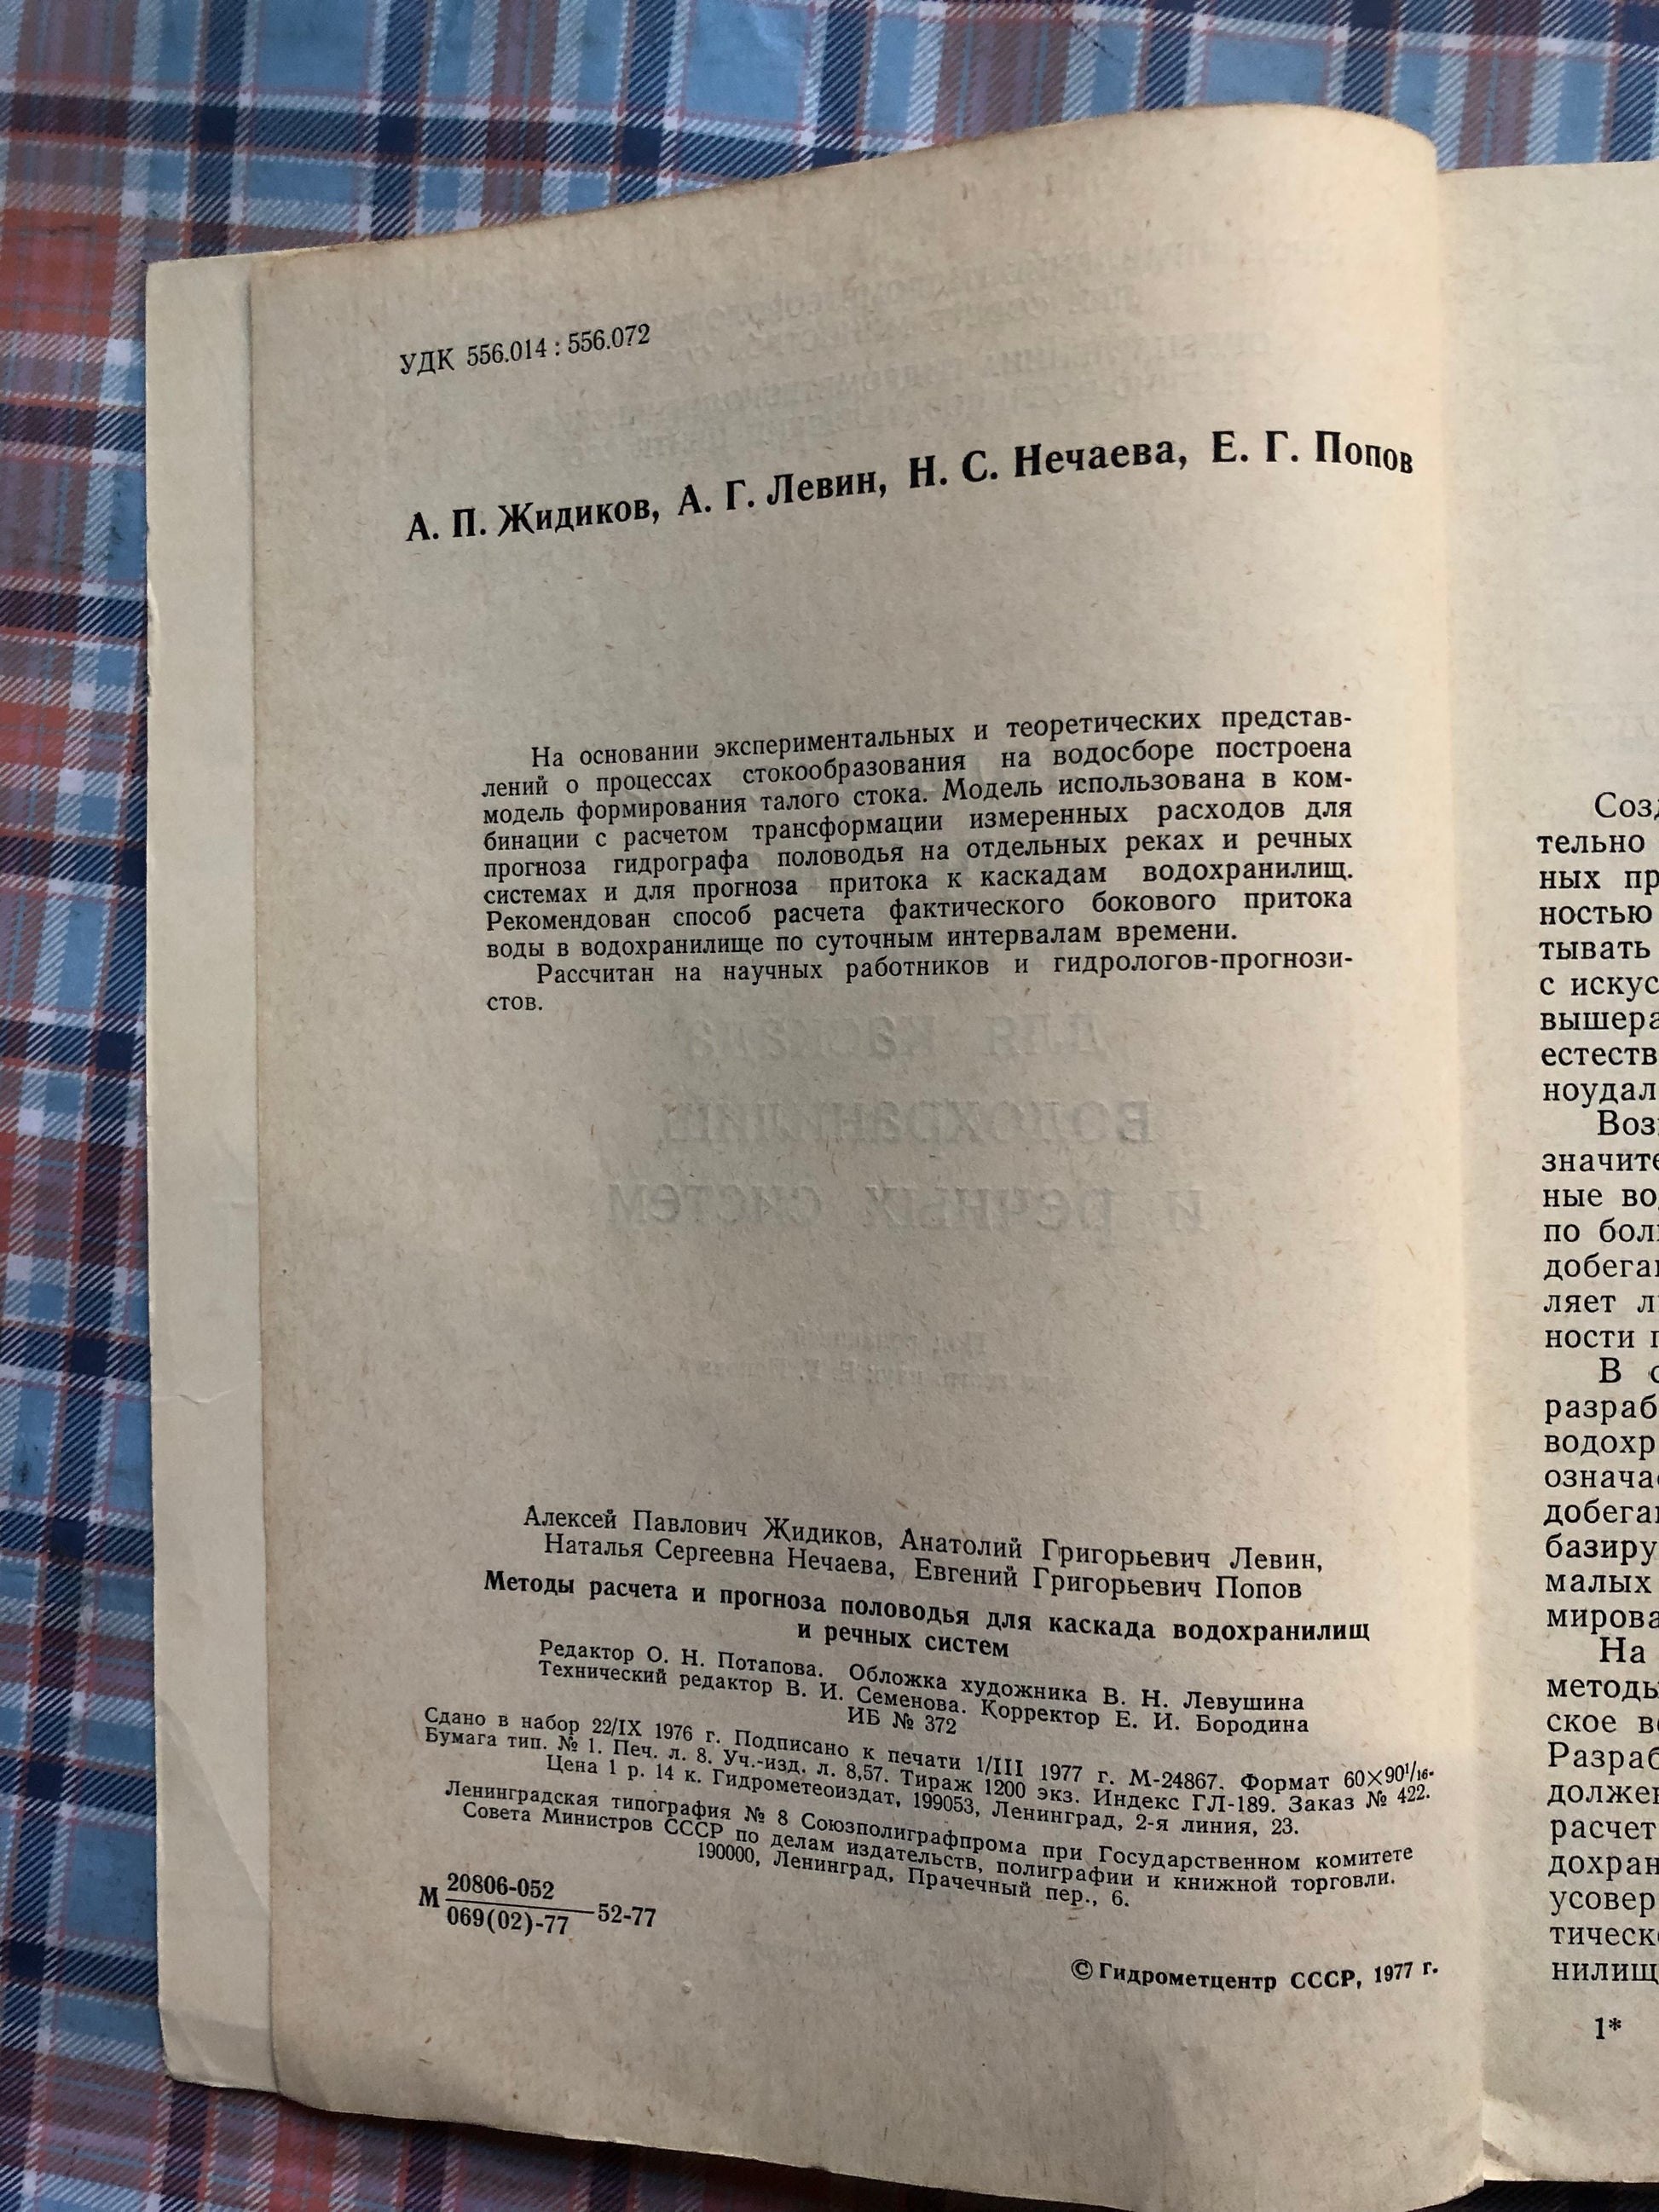 УДК 556.014 : 556.072
А. П. Жидиков, А. Г. Левин, Н. С. Нечаева, Е. Г. Попов
На основании экспериментальных и теоретических представ-
лений о процессах стокообразования на водосборе построена
модель формирования талого стока. Модель использована в ком-
бинации с расчетом трансформации измеренных расходов для
прогноза гидрографа половодья на отдельных реках и речных
системах и для прогноза притока к каскадам водохранилищ.
Рекомендован способ расчета фактического бокового притока
воды в водохранилище по суточным интервалам времени.
Рассчитан на научных работников и гидрологов-прогнози-
стов.
Алексей Павлович Жидиков, Анатолий Григорьевич Левин,
Наталья Сергеевна Нечаева, Евгений Григорьевич Попов
Методы расчета и прогноза половодья для каскада водохранилищ
и речных систем
Редактор О. Н. Потапова. Обложка художника В. Н. Левушина
Технический редактор В. И. Семенова. Корректор Е. И. Бородина
ИБ № 372
Сдано в набор 22/IX 1976 г. Подписано к печати 1/III 1977 г. М-24867. Формат 60×90 1/16.
Бумага тип. № 1. Печ. л. 8. Уч.-изд. л. 8,57. Тираж 1200 экз. Индекс ГЛ-189. Заказ № 422.
Цена 1 р. 14 к. Гидрометеоиздат, 199053, Ленинград, 2-я линия, 23.
Ленинградская типография № 8 Союзполиграфпрома при Государственном комитете
Совета Министров СССР по делам издательств, полиграфии и книжной торговли.
190000, Ленинград, Прачечный пер., 6.
М 20806-052
069(02)-77 52-77
© Гидрометцентр СССР, 1977 г.
Созд
тельно
ных пр
ностью
тывать
с искус
вышера
естеств
ноудал
Воз
значите
ные во
по бол
добега
ляет л
ности
В
разраб
водохр
означа
добега
базиру
малых
мирова
На
методы
ское в
Разраб
должен
расчет
дохран
усовер
тическ
нилищ
1*